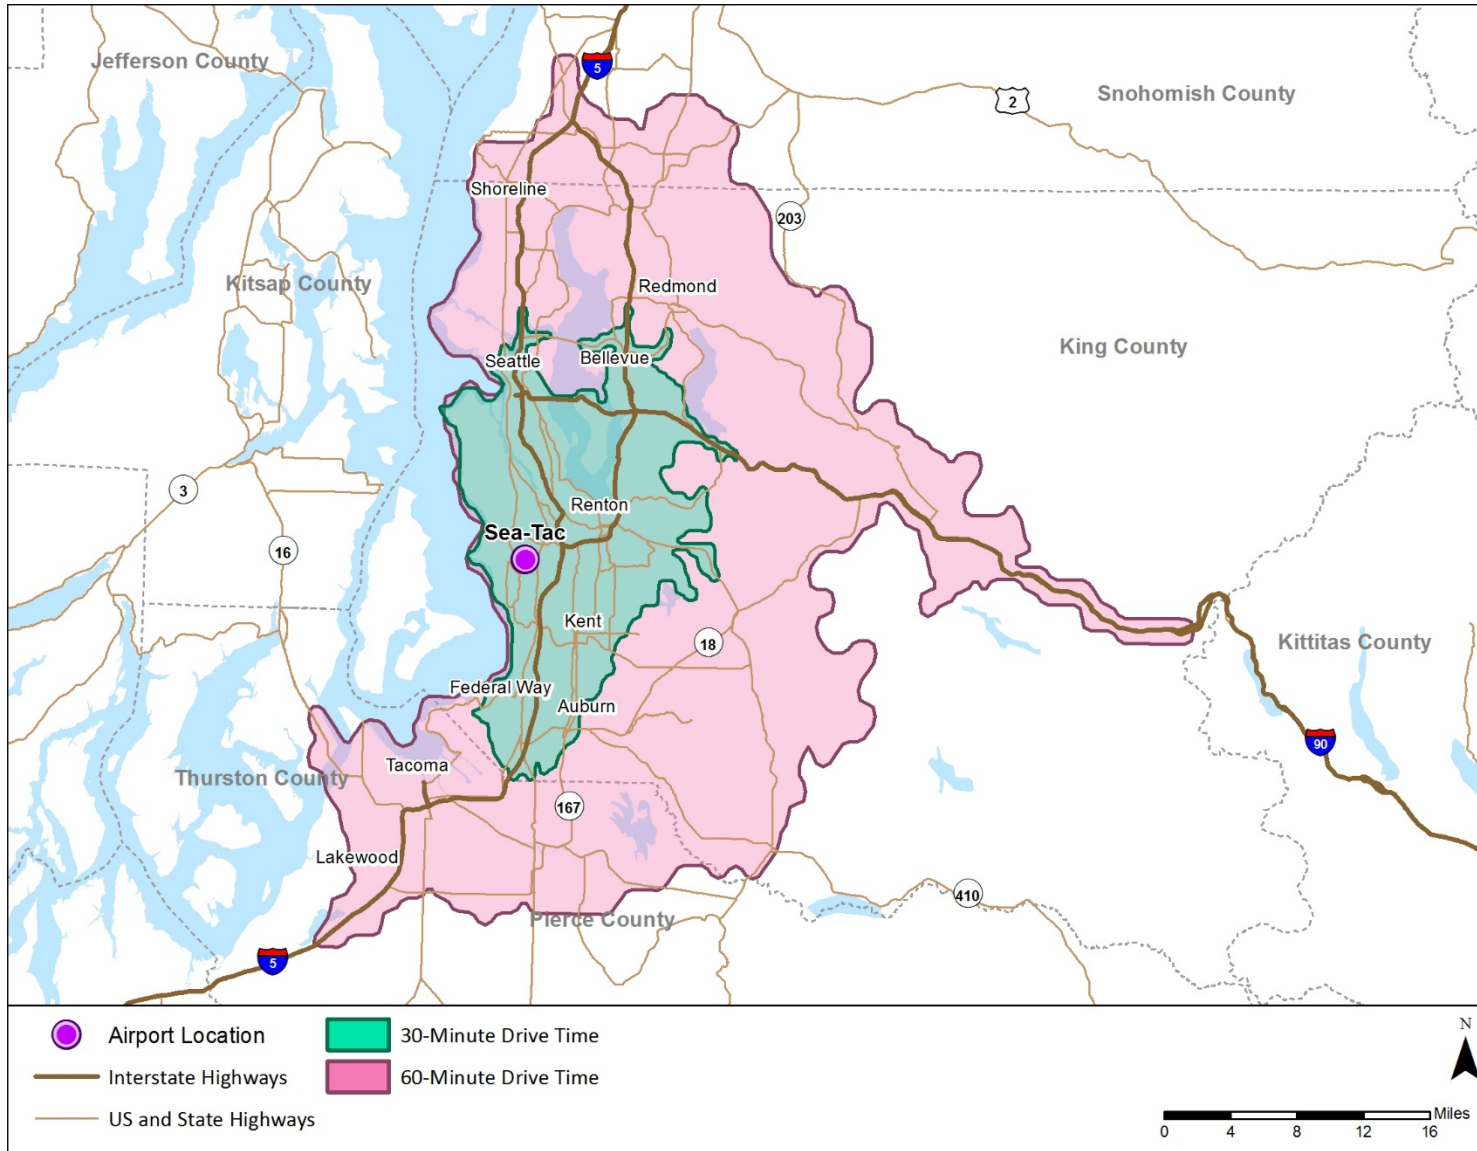 5
Jefferson County
Snohomish County
2
Shoreline
203
Kitsap County
Redmond
King County
Seattle
Bellevue
3
Renton
Sea-Tac
16
Kent
18
Kittitas County
Federal Way
Auburn
90
Tacoma
Thurston County
167
Lakewood
410
Pierce County
5
Airport Location
30-Minute Drive Time
N
Interstate Highways
60-Minute Drive Time
US and State Highways
Miles
0 4 8 12 16